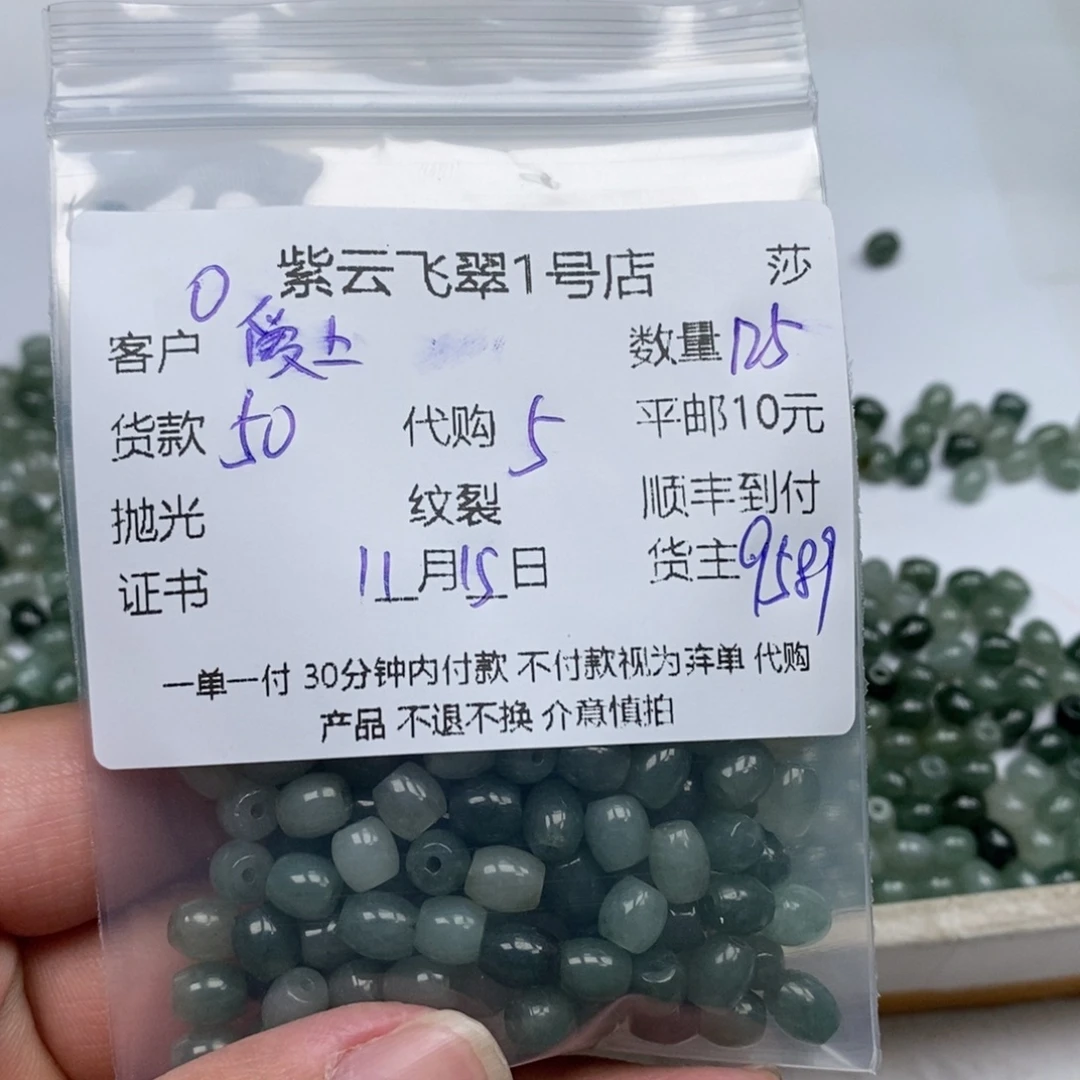 紫云飞翠1号店 莎
0
客户 爱上 数量 125
货款 50 代购 5 平邮10元
抛光 纹裂 顺丰到付
证书 11月15日 货主 9589
一单一付 30分钟内付款 不付款视为弃单 代购
产品 不退不换 介意慎拍